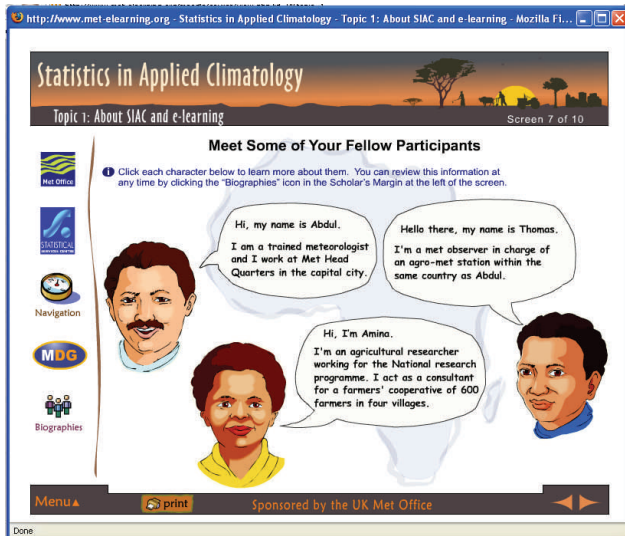 http://www.met-elearning.org - Statistics in Applied Climatology - Topic 1: About SIAC and e-learning - Mozilla Fi...
Statistics in Applied Climatology
Topic 1: About SIAC and e-learning
Screen 7 of 10
Meet Some of Your Fellow Participants
Click each character below to learn more about them. You can review this information at
any time by clicking the "Biographies" icon in the Scholar's Margin at the left of the screen.
Met Office
STATISTICAL
Navigation
MDG
Biographies
Hi, my name is Abdul.
I am a trained meteorologist
and I work at Met Head
Quarters in the capital city.
Hello there, my name is Thomas.
I'm a met observer in charge of
an agro-met station within the
same country as Abdul.
Hi, I'm Amina.
I'm an agricultural researcher
working for the National research
programme. I act as a consultant
for a farmers' cooperative of 600
farmers in four villages.
Menu
print
Sponsored by the UK Met Office
Done